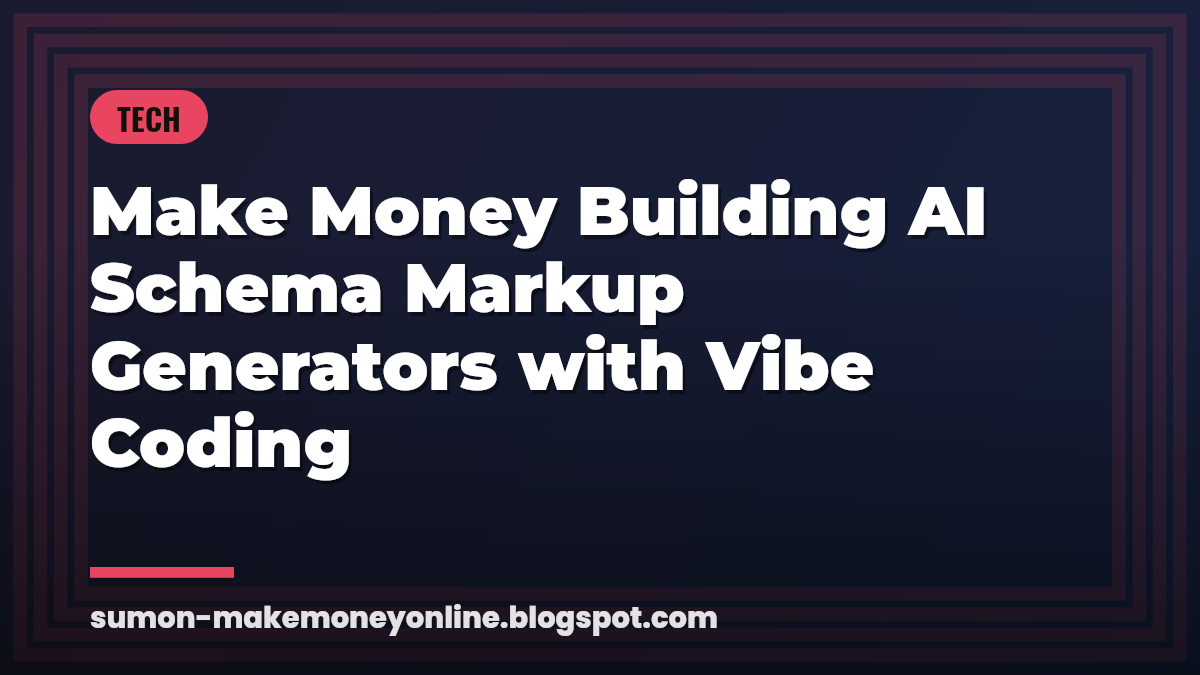 TECH
Make Money Building AI
Schema Markup
Generators with Vibe
Coding
sumon-makemoneyonline.blogspot.com